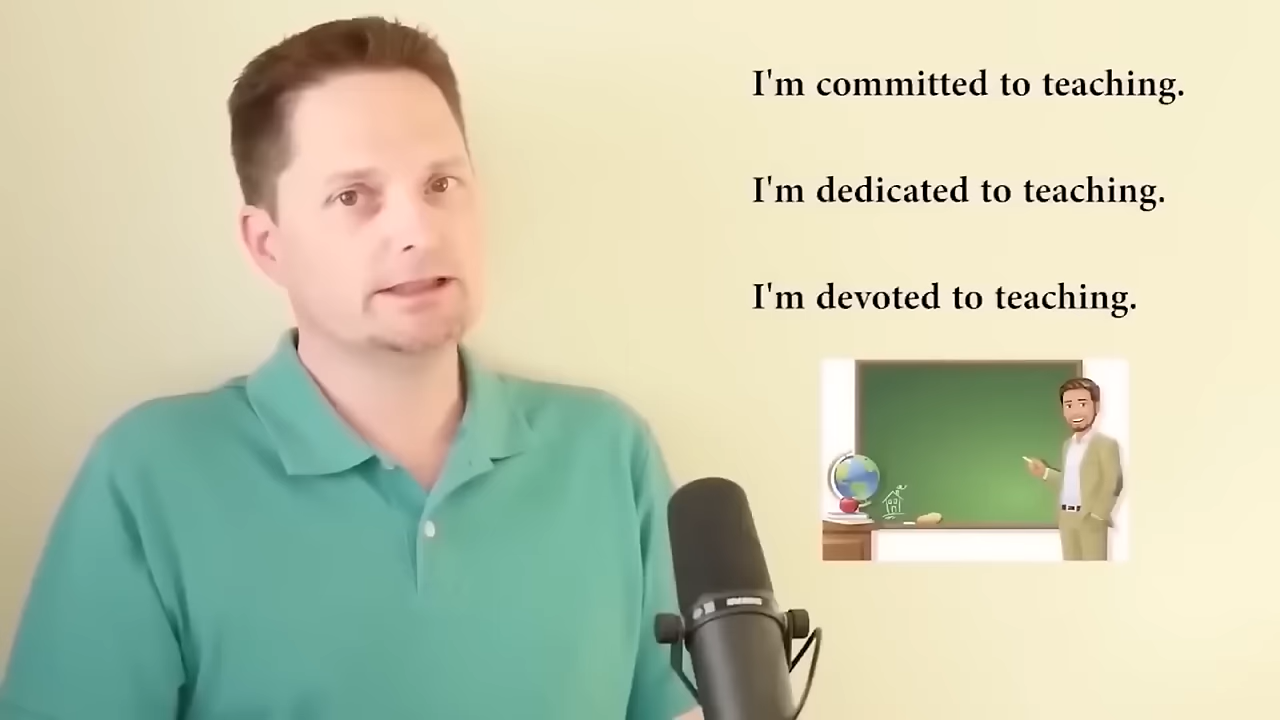 I'm committed to teaching.
I'm dedicated to teaching.
I'm devoted to teaching.